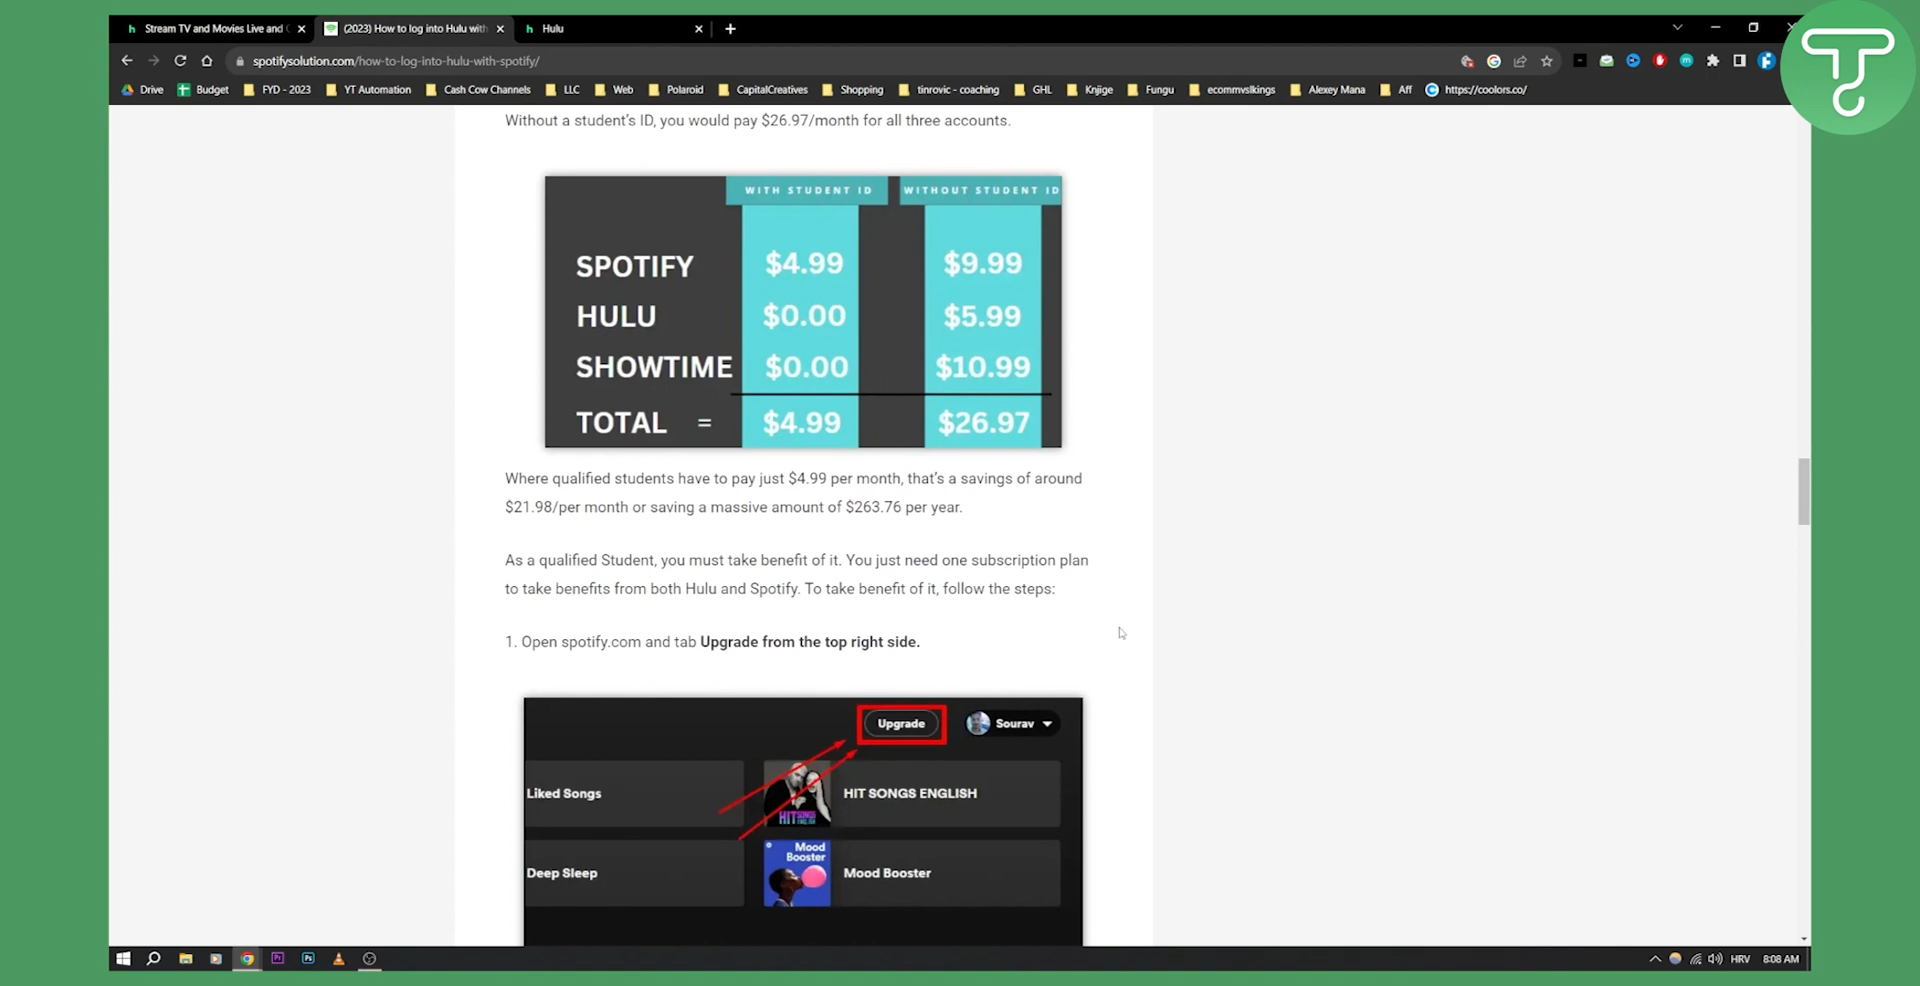 Stream TV and Movies Live and
(2023) How to log into Hulu with
Hulu
spotifysolution.com/how-to-log-into-hulu-with-spotify/
Drive Budget FYD - 2023 YT Automation Cash Cow Channels LLC Web Polaroid CapitalCreatives Shopping tinrovic - coaching GHL Knjige Fungu ecommvslkings Alexey Mana Aff https://coolors.co/
Without a student's ID, you would pay $26.97/month for all three accounts.
WITH STUDENT ID WITHOUT STUDENT ID
SPOTIFY $4.99 $9.99
HULU $0.00 $5.99
SHOWTIME $0.00 $10.99
TOTAL = $4.99 $26.97
Where qualified students have to pay just $4.99 per month, that's a savings of around
$21.98/per month or saving a massive amount of $263.76 per year.
As a qualified Student, you must take benefit of it. You just need one subscription plan
to take benefits from both Hulu and Spotify. To take benefit of it, follow the steps:
1. Open spotify.com and tab Upgrade from the top right side.
Upgrade Sourav
Liked Songs HIT SONGS ENGLISH
HIT SONGS
ENGLISH
Mood
Booster
Deep Sleep Mood Booster
HRV 8:08 AM